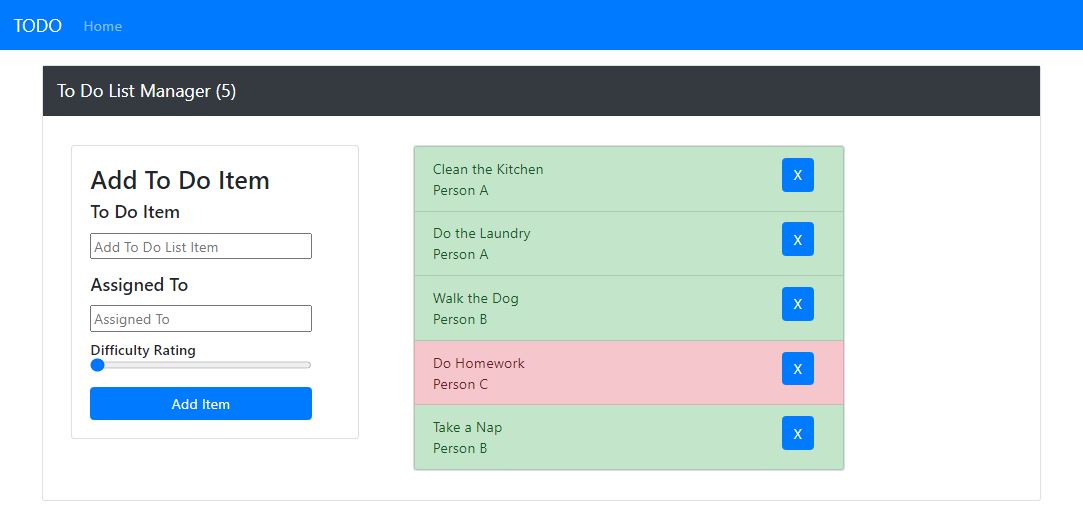 TODO Home
To Do List Manager (5)
Add To Do Item
To Do Item
Add To Do List Item
Assigned To
Assigned To
Difficulty Rating
Add Item
Clean the Kitchen X
Person A
Do the Laundry X
Person A
Walk the Dog X
Person B
Do Homework X
Person C
Take a Nap X
Person B